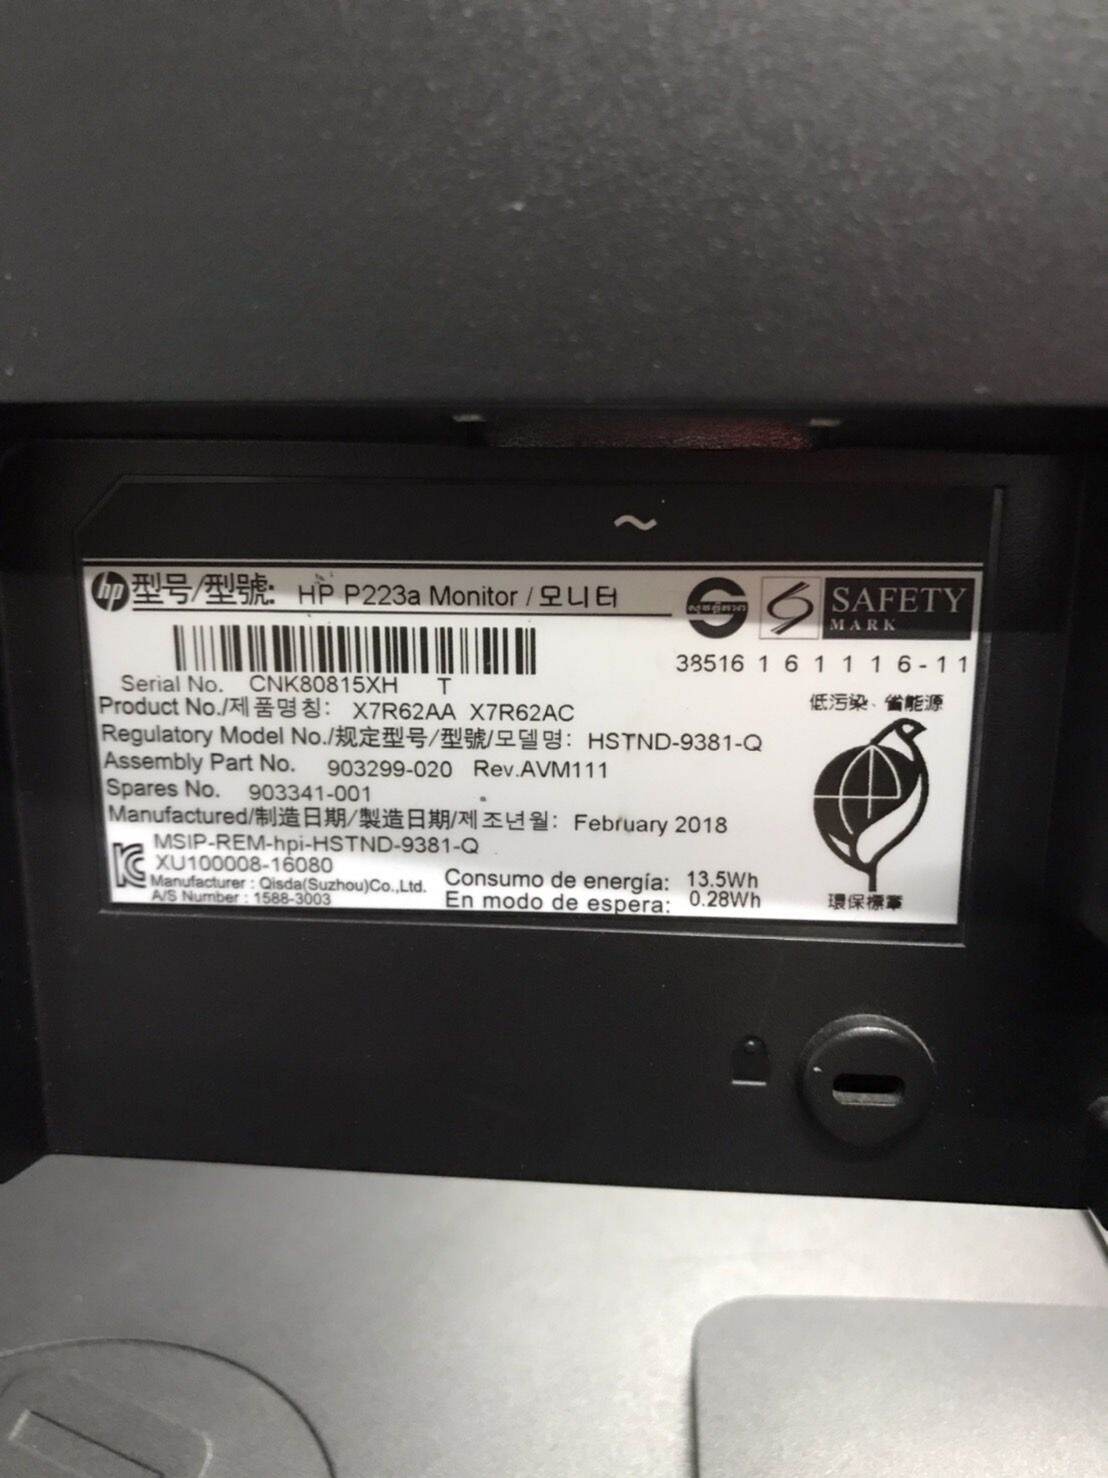 hp 型号/型號: HP P223a Monitor / 모니터
SAFETY
MARK
38516 1 6 1 1 1 6 - 1 1
Serial No. CNK80815XH T
Product No./제품명칭: X7R62AA X7R62AC
低污染、省能源
Regulatory Model No./规定型号/型號/모델명: HSTND-9381-Q
Assembly Part No. 903299-020 Rev.AVM111
Spares No. 903341-001
Manufactured/制造日期/製造日期/제조년월: February 2018
MSIP-REM-hpi-HSTND-9381-Q
XU100008-16080
Manufacturer : Qisda(Suzhou)Co.,Ltd.
A/S Number : 1588-3003
Consumo de energía: 13.5Wh
En modo de espera: 0.28Wh
環保標章